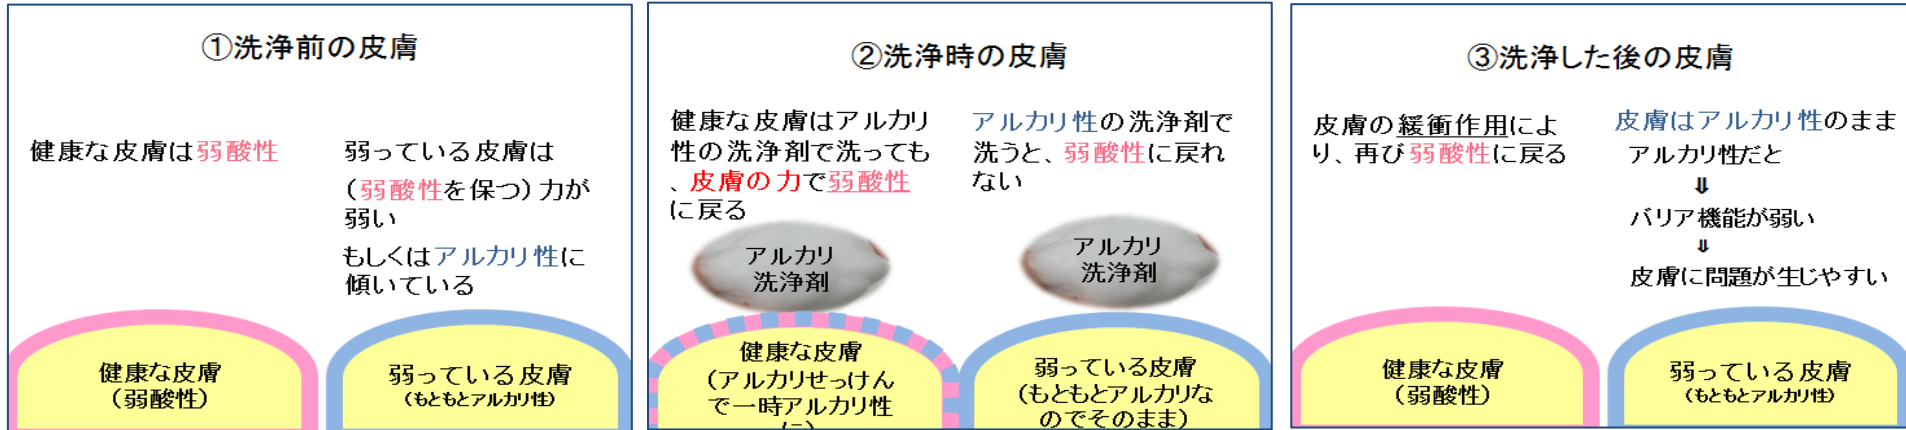 ①洗浄前の皮膚
健康な皮膚は弱酸性
弱っている皮膚は
(弱酸性を保つ)力が
弱い
もしくはアルカリ性に
傾いている
健康な皮膚
(弱酸性)
弱っている皮膚
(もともとアルカリ性)
②洗浄時の皮膚
健康な皮膚はアルカリ
性の洗浄剤で洗っても
、皮膚の力で弱酸性
に戻る
アルカリ性の洗浄剤で
洗うと、弱酸性に戻れ
ない
アルカリ
洗浄剤
アルカリ
洗浄剤
健康な皮膚
(アルカリせっけん
で一時アルカリ性
に)
弱っている皮膚
(もともとアルカリな
のでそのまま)
③洗浄した後の皮膚
皮膚の緩衝作用によ
り、再び弱酸性に戻る
皮膚はアルカリ性のまま
アルカリ性だと
⇓
バリア機能が弱い
⇓
皮膚に問題が生じやすい
健康な皮膚
(弱酸性)
弱っている皮膚
(もともとアルカリ性)